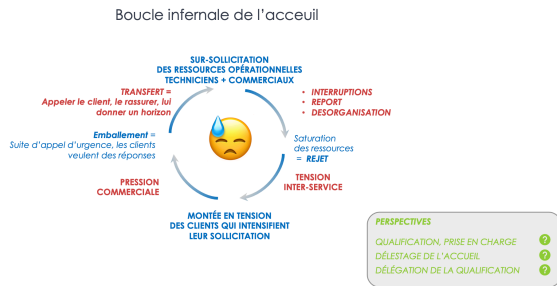 Boucle infernale de l'acceuil
SUR-SOLLICITATION
DES RESSOURCES OPÉRATIONNELLES
TECHNICIENS + COMMERCIAUX
TRANSFERT =
Appeler le client, le rassurer, lui
donner un horizon
• INTERRUPTIONS
• REPORT
• DESORGANISATION
Emballement =
Suite d'appel d'urgence, les clients
veulent des réponses
Saturation
des ressources
= REJET
PRESSION
COMMERCIALE
TENSION
INTER-SERVICE
MONTÉE EN TENSION
DES CLIENTS QUI INTENSIFIENT
LEUR SOLLICITATION
PERSPECTIVES
QUALIFICATION, PRISE EN CHARGE ?
DÉLESTAGE DE L'ACCUEIL ?
DÉLÉGATION DE LA QUALIFICATION ?